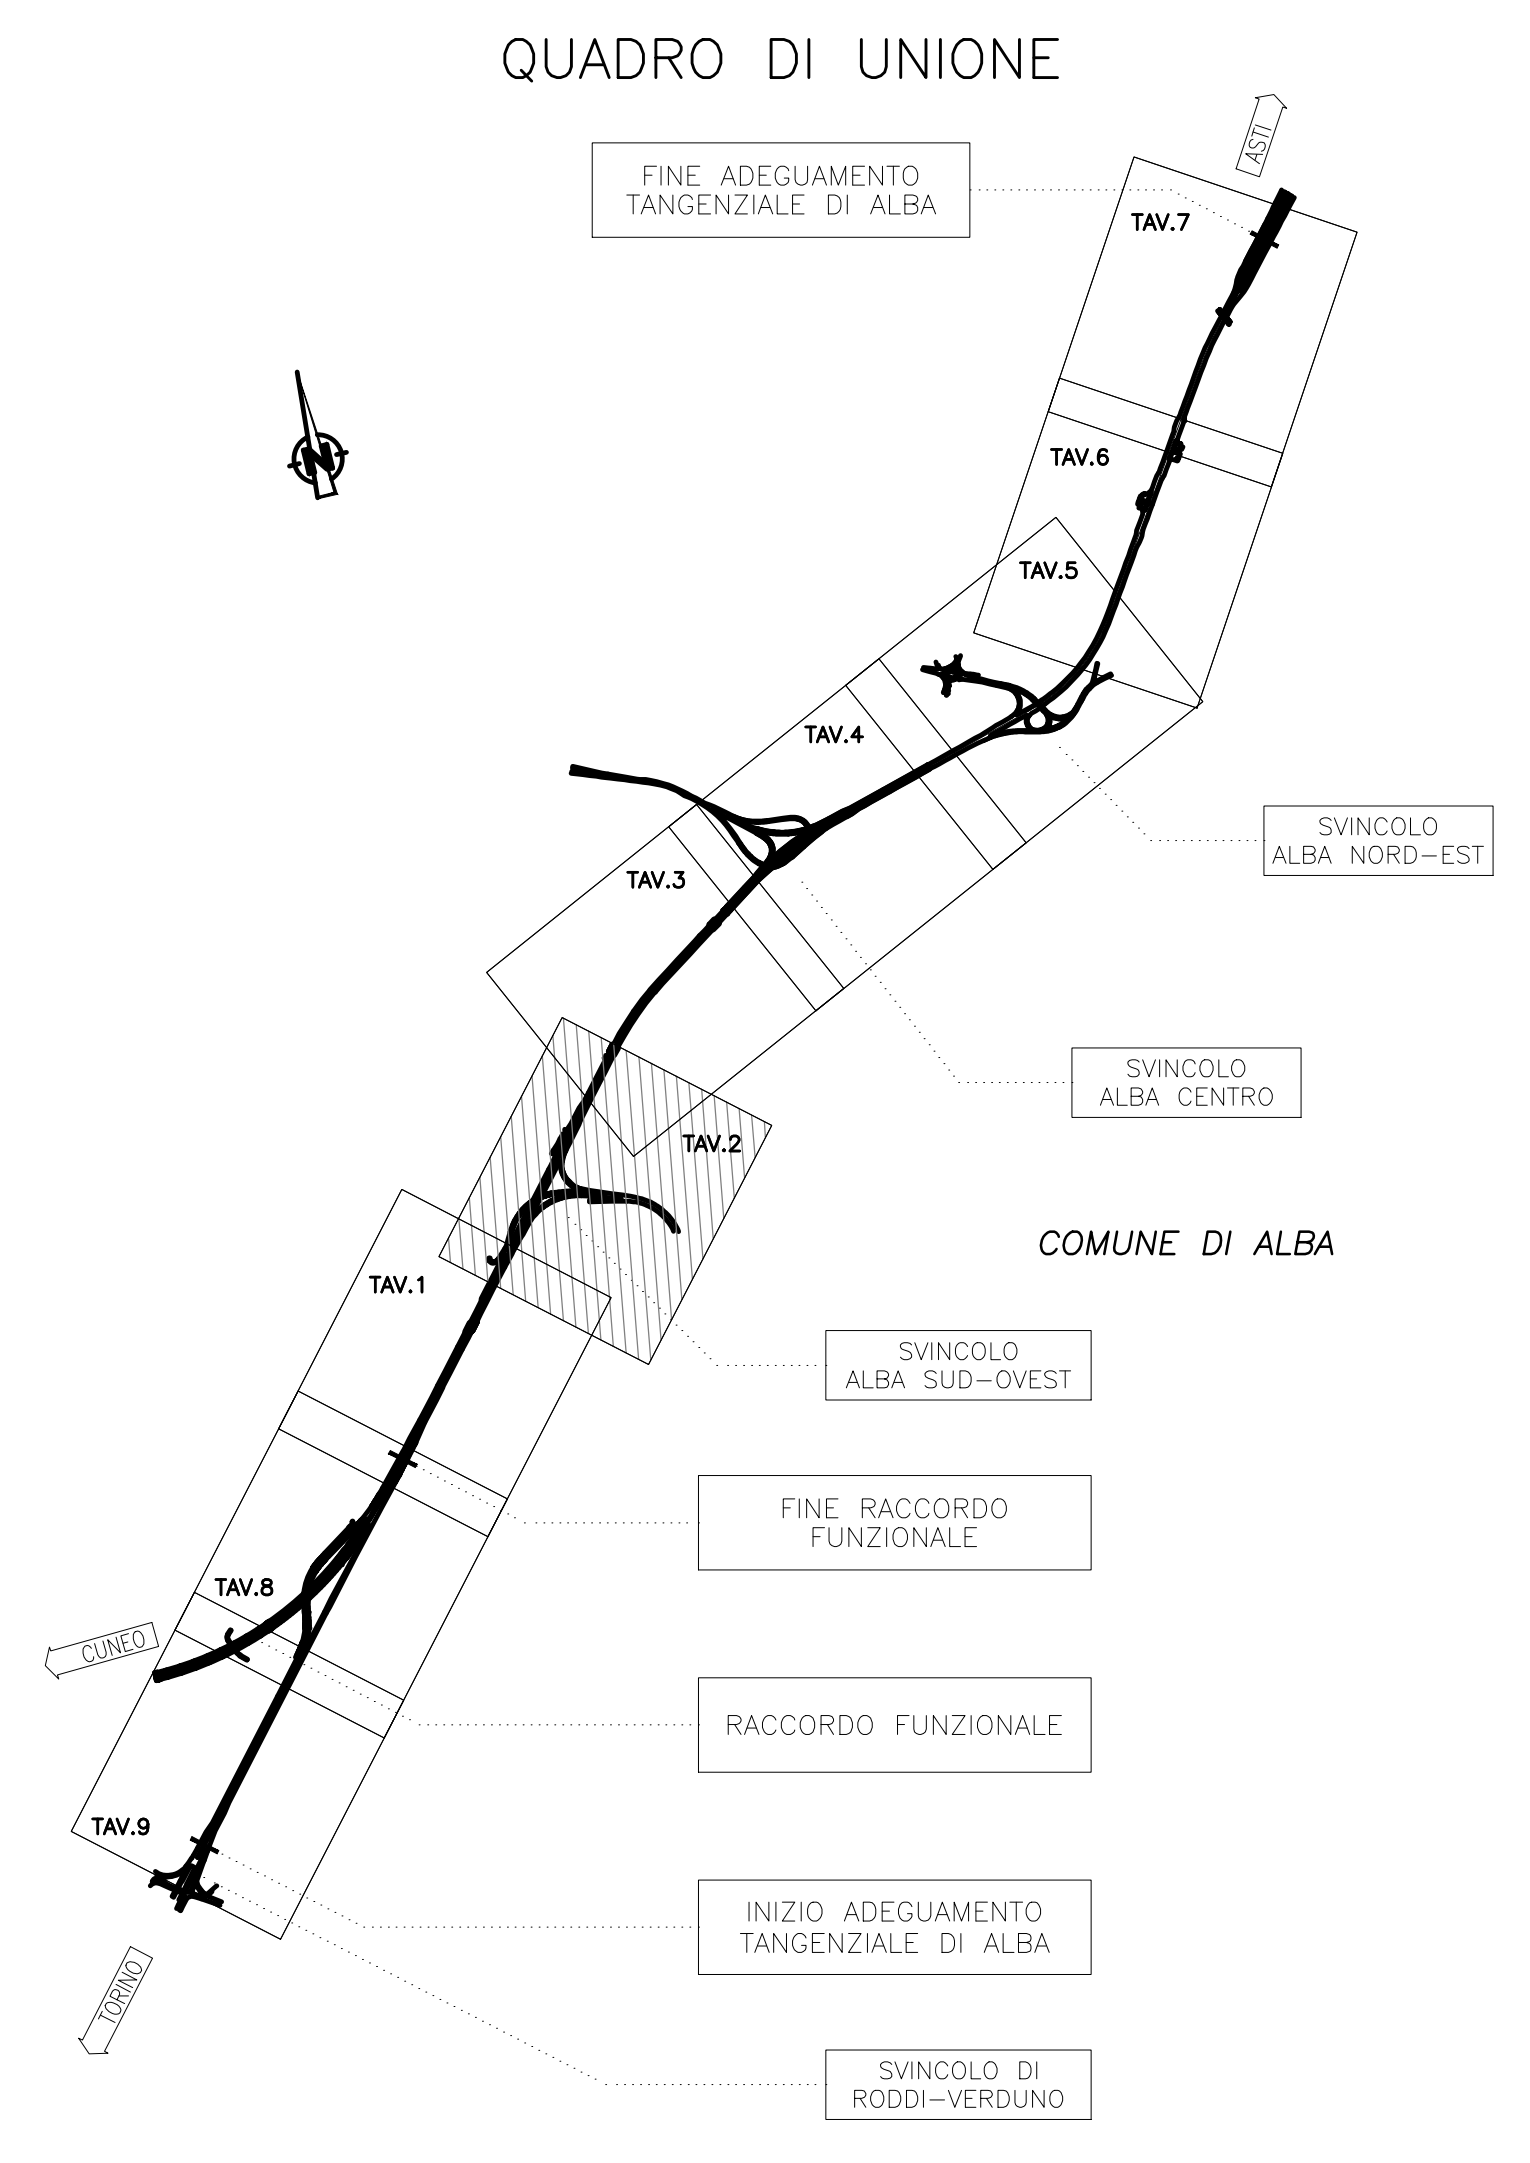 QUADRO DI UNIONE
ASTI
FINE ADEGUAMENTO
TANGENZIALE DI ALBA
TAV.7
N
TAV.6
TAV.5
TAV.4
SVINCOLO
ALBA NORD-EST
TAV.3
SVINCOLO
ALBA CENTRO
TAV.2
COMUNE DI ALBA
TAV.1
SVINCOLO
ALBA SUD-OVEST
FINE RACCORDO
FUNZIONALE
TAV.8
CUNEO
RACCORDO FUNZIONALE
TAV.9
INIZIO ADEGUAMENTO
TANGENZIALE DI ALBA
TORINO
SVINCOLO DI
RODDI-VERDUNO